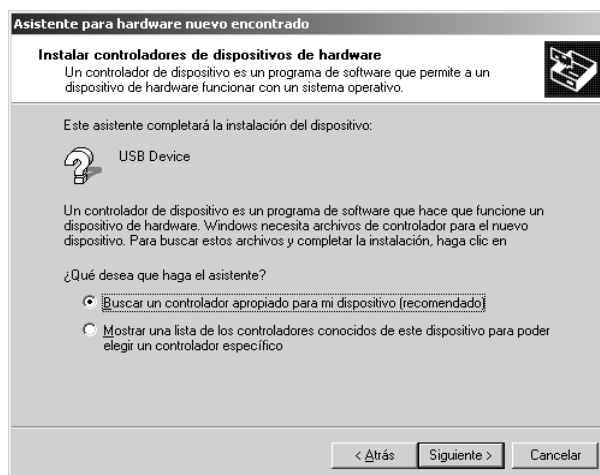 Asistente para hardware nuevo encontrado
Instalar controladores de dispositivos de hardware
Un controlador de dispositivo es un programa de software que permite a un
dispositivo de hardware funcionar con un sistema operativo.
Este asistente completará la instalación del dispositivo:
USB Device
Un controlador de dispositivo es un programa de software que hace que funcione un
dispositivo de hardware. Windows necesita archivos de controlador para el nuevo
dispositivo. Para buscar estos archivos y completar la instalación, haga clic en
¿Qué desea que haga el asistente?
Buscar un controlador apropiado para mi dispositivo (recomendado)
Mostrar una lista de los controladores conocidos de este dispositivo para poder
elegir un controlador específico
< Atrás Siguiente > Cancelar